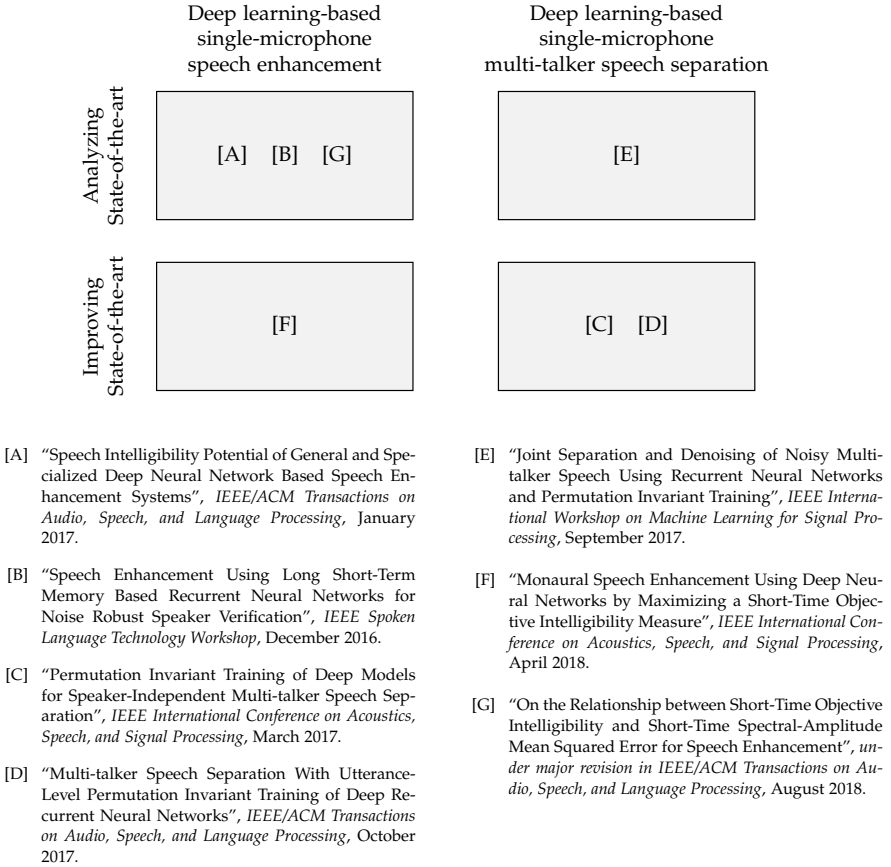 Deep learning-based
single-microphone
speech enhancement
Deep learning-based
single-microphone
multi-talker speech separation
Analyzing
State-of-the-art
[A] [B] [G]
[E]
Improving
State-of-the-art
[F]
[C] [D]
[A] “Speech Intelligibility Potential of General and Spe-
cialized Deep Neural Network Based Speech En-
hancement Systems”, IEEE/ACM Transactions on
Audio, Speech, and Language Processing, January
2017.
[B] “Speech Enhancement Using Long Short-Term
Memory Based Recurrent Neural Networks for
Noise Robust Speaker Verification”, IEEE Spoken
Language Technology Workshop, December 2016.
[C] “Permutation Invariant Training of Deep Models
for Speaker-Independent Multi-talker Speech Sep-
aration”, IEEE International Conference on Acoustics,
Speech, and Signal Processing, March 2017.
[D] “Multi-talker Speech Separation With Utterance-
Level Permutation Invariant Training of Deep Re-
current Neural Networks”, IEEE/ACM Transactions
on Audio, Speech, and Language Processing, October
2017.
[E] “Joint Separation and Denoising of Noisy Multi-
talker Speech Using Recurrent Neural Networks
and Permutation Invariant Training”, IEEE Interna-
tional Workshop on Machine Learning for Signal Pro-
cessing, September 2017.
[F] “Monaural Speech Enhancement Using Deep Neu-
ral Networks by Maximizing a Short-Time Objec-
tive Intelligibility Measure”, IEEE International Con-
ference on Acoustics, Speech, and Signal Processing,
April 2018.
[G] “On the Relationship between Short-Time Objective
Intelligibility and Short-Time Spectral-Amplitude
Mean Squared Error for Speech Enhancement”, un-
der major revision in IEEE/ACM Transactions on Au-
dio, Speech, and Language Processing, August 2018.